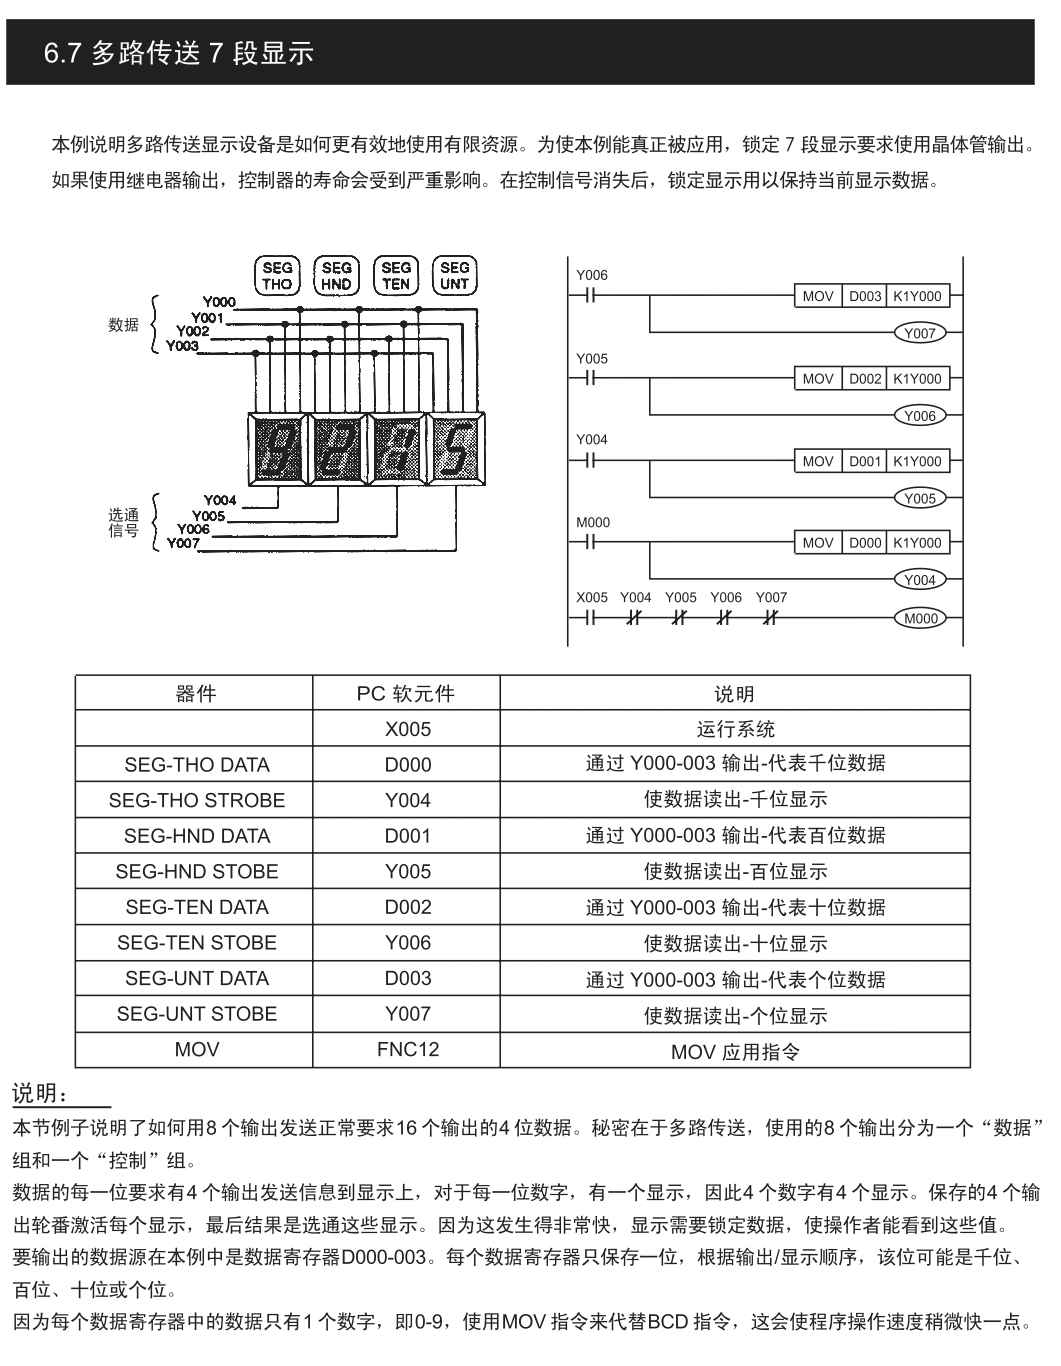 6.7 多路传送 7 段显示
本例说明多路传送显示设备是如何更有效地使用有限资源。为使本例能真正被应用，锁定 7 段显示要求使用晶体管输出。
如果使用继电器输出，控制器的寿命会受到严重影响。在控制信号消失后，锁定显示用以保持当前显示数据。
SEG THO
SEG HND
SEG TEN
SEG UNT
数据
Y000
Y001
Y002
Y003
9 2 7 5
选通
信号
Y004
Y005
Y006
Y007
Y006
MOV D003 K1Y000
Y007
Y005
MOV D002 K1Y000
Y006
Y004
MOV D001 K1Y000
Y005
M000
MOV D000 K1Y000
Y004
X005 Y004 Y005 Y006 Y007
M000
器件 PC 软元件 说明
X005 运行系统
SEG-THO DATA D000 通过 Y000-003 输出-代表千位数据
SEG-THO STROBE Y004 使数据读出-千位显示
SEG-HND DATA D001 通过 Y000-003 输出-代表百位数据
SEG-HND STOBE Y005 使数据读出-百位显示
SEG-TEN DATA D002 通过 Y000-003 输出-代表十位数据
SEG-TEN STOBE Y006 使数据读出-十位显示
SEG-UNT DATA D003 通过 Y000-003 输出-代表个位数据
SEG-UNT STOBE Y007 使数据读出-个位显示
MOV FNC12 MOV 应用指令
说明：
本节例子说明了如何用8 个输出发送正常要求16 个输出的4 位数据。秘密在于多路传送，使用的8 个输出分为一个“数据”
组和一个“控制”组。
数据的每一位要求有4 个输出发送信息到显示上，对于每一位数字，有一个显示，因此4 个数字有4 个显示。保存的4 个输
出轮番激活每个显示，最后结果是选通这些显示。因为这发生得非常快，显示需要锁定数据，使操作者能看到这些值。
要输出的数据源在本例中是数据寄存器D000-003。每个数据寄存器只保存一位，根据输出/显示顺序，该位可能是千位、
百位、十位或个位。
因为每个数据寄存器中的数据只有1 个数字，即0-9，使用MOV 指令来代替BCD 指令，这会使程序操作速度稍微快一点。